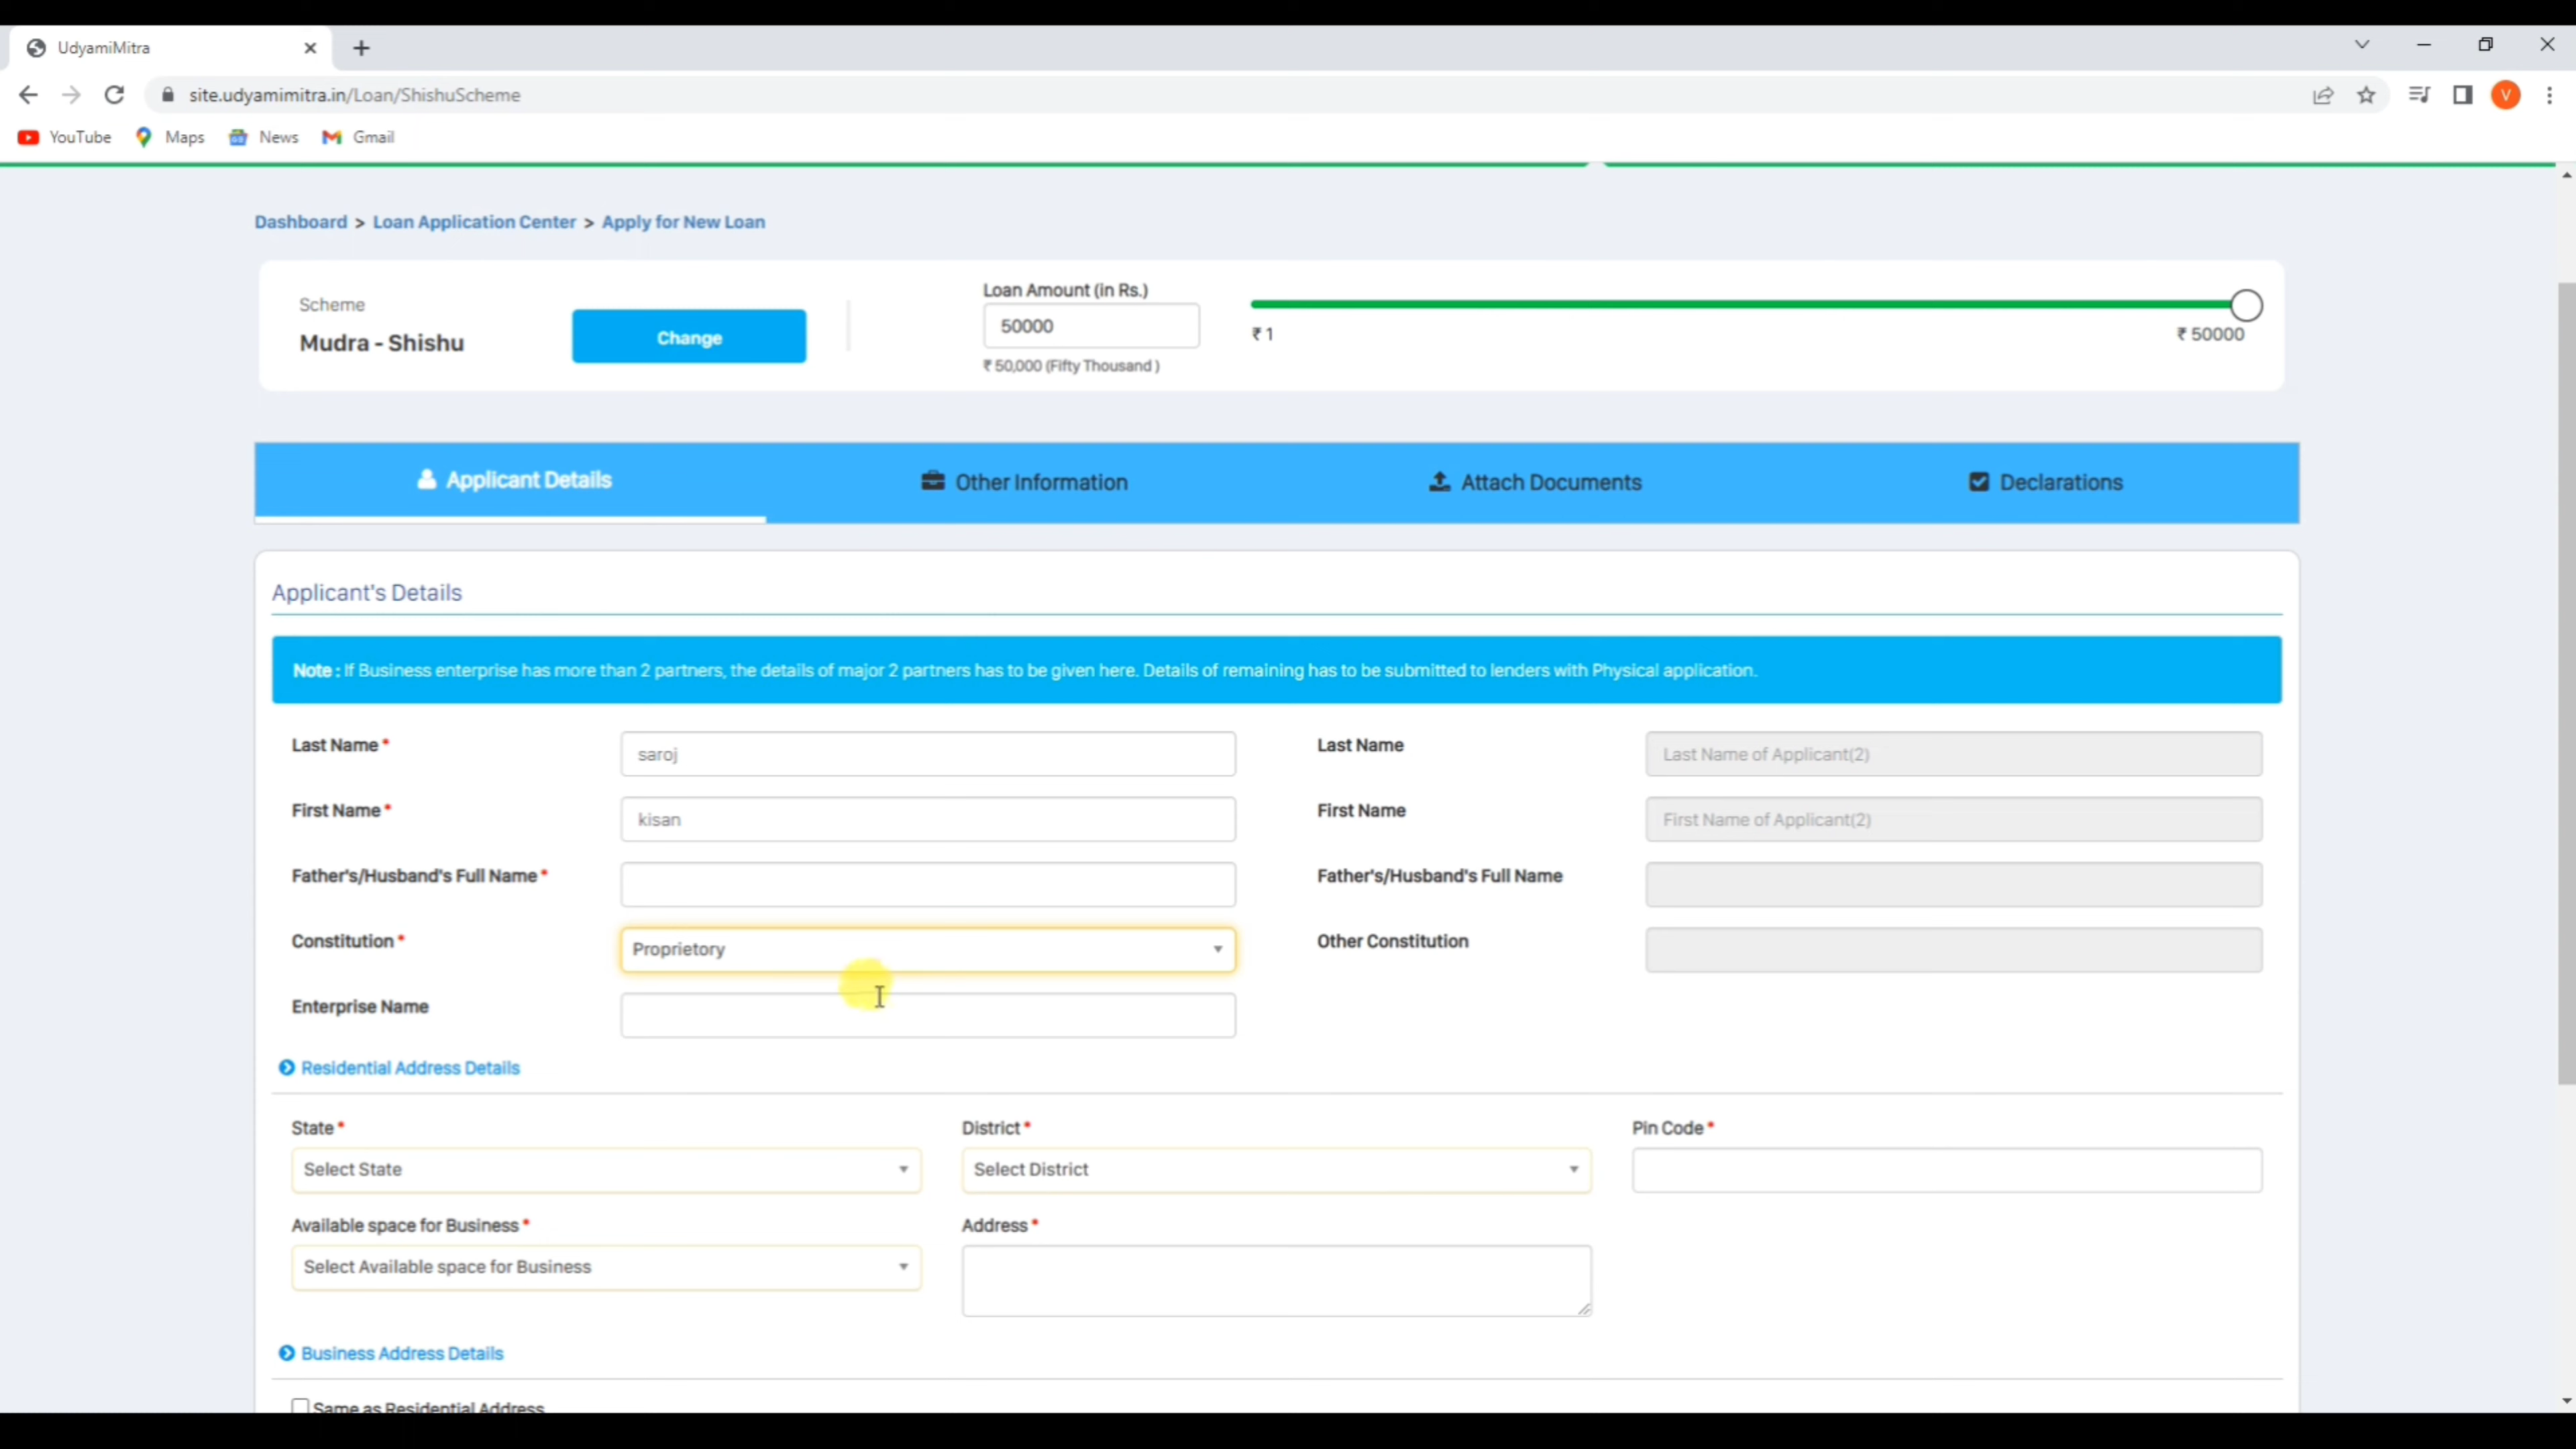 UdyamiMitra
site.udyamimitra.in/Loan/ShishuScheme
V
YouTube Maps News Gmail
Dashboard > Loan Application Center > Apply for New Loan
Scheme
Mudra - Shishu
Change
Loan Amount (in Rs.)
50000
₹ 50,000 (Fifty Thousand )
₹ 1
₹ 50000
Applicant Details Other Information Attach Documents Declarations
Applicant's Details
Note : If Business enterprise has more than 2 partners, the details of major 2 partners has to be given here. Details of remaining has to be submitted to lenders with Physical application.
Last Name * saroj Last Name Last Name of Applicant(2)
First Name * kisan First Name First Name of Applicant(2)
Father's/Husband's Full Name * Father's/Husband's Full Name
Constitution * Proprietory Other Constitution
Enterprise Name
Residential Address Details
State * District * Pin Code *
Select State Select District
Available space for Business * Address *
Select Available space for Business
Business Address Details
Same as Residential Address